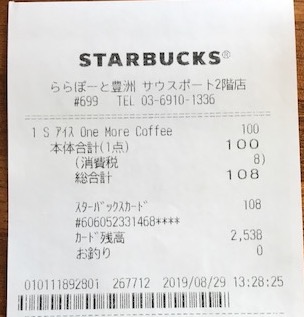 STARBUCKS®
ららぽーと豊洲 サウスポート2階店
#699 TEL 03-6910-1336
1 S アイス One More Coffee 100
本体合計(1点) 100
(消費税 8)
総合計 108
スターバックスカード 108
#606052331468****
カード残高 2,538
お釣り 0
010111892801 267712 2019/08/29 13:28:25